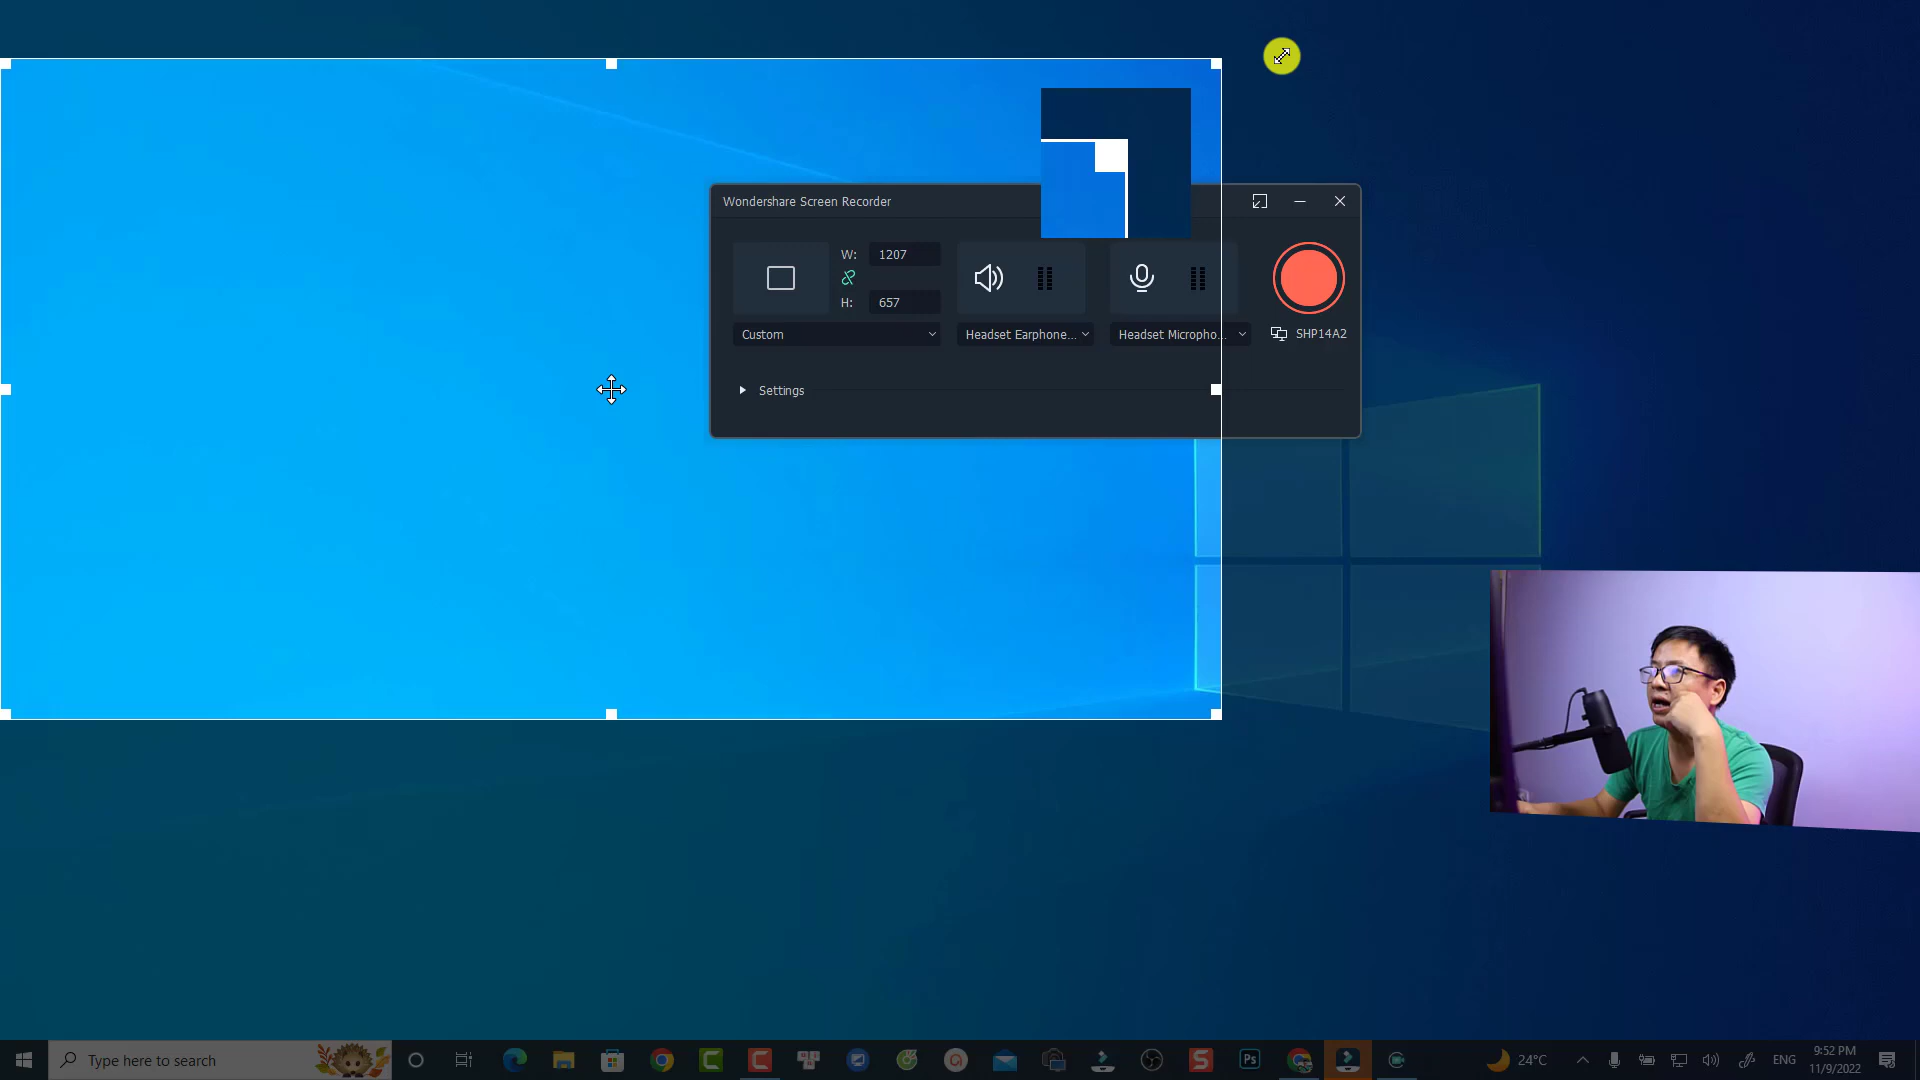 Wondershare Screen Recorder
W: 1207
H: 657
Custom
Headset Earphone...
Headset Micropho...
SHP14A2
Settings
Type here to search
Ps
24°C
ENG
9:52 PM
11/9/2022